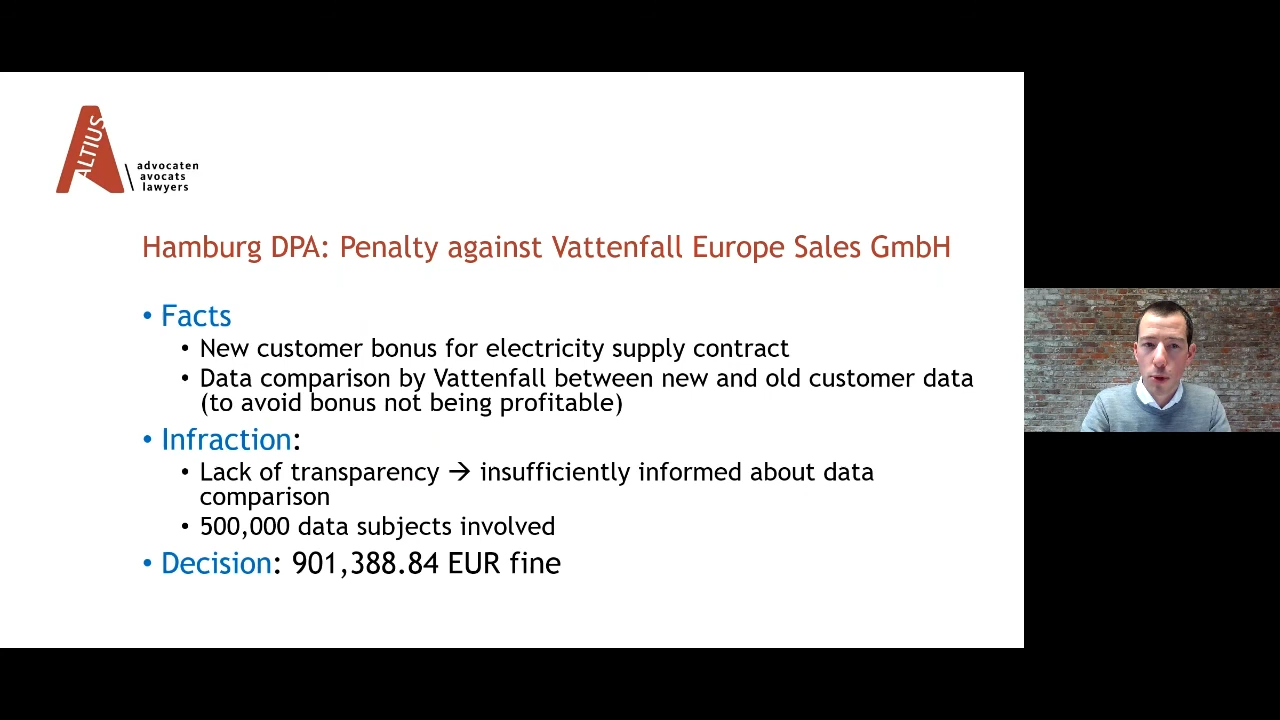 ALTIUS
advocaten
avocats
lawyers
Hamburg DPA: Penalty against Vattenfall Europe Sales GmbH
• Facts
• New customer bonus for electricity supply contract
• Data comparison by Vattenfall between new and old customer data
(to avoid bonus not being profitable)
• Infraction:
• Lack of transparency → insufficiently informed about data
comparison
• 500,000 data subjects involved
• Decision: 901,388.84 EUR fine